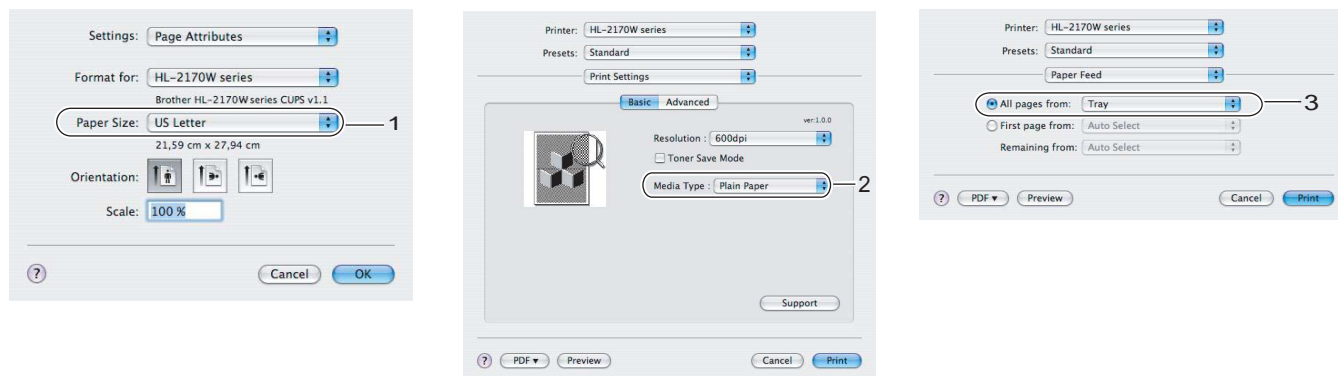 Settings: Page Attributes
Format for: HL-2170W series
Brother HL-2170W series CUPS v1.1
Paper Size: US Letter 1
21,59 cm x 27,94 cm
Orientation:
Scale: 100 %
? Cancel OK
Printer: HL-2170W series
Presets: Standard
Print Settings
Basic Advanced
ver:1.0.0
Resolution : 600dpi
Toner Save Mode
Media Type : Plain Paper 2
Support
? PDF ▾ Preview Cancel Print
Printer: HL-2170W series
Presets: Standard
Paper Feed
All pages from: Tray 3
First page from: Auto Select
Remaining from: Auto Select
? PDF ▾ Preview Cancel Print